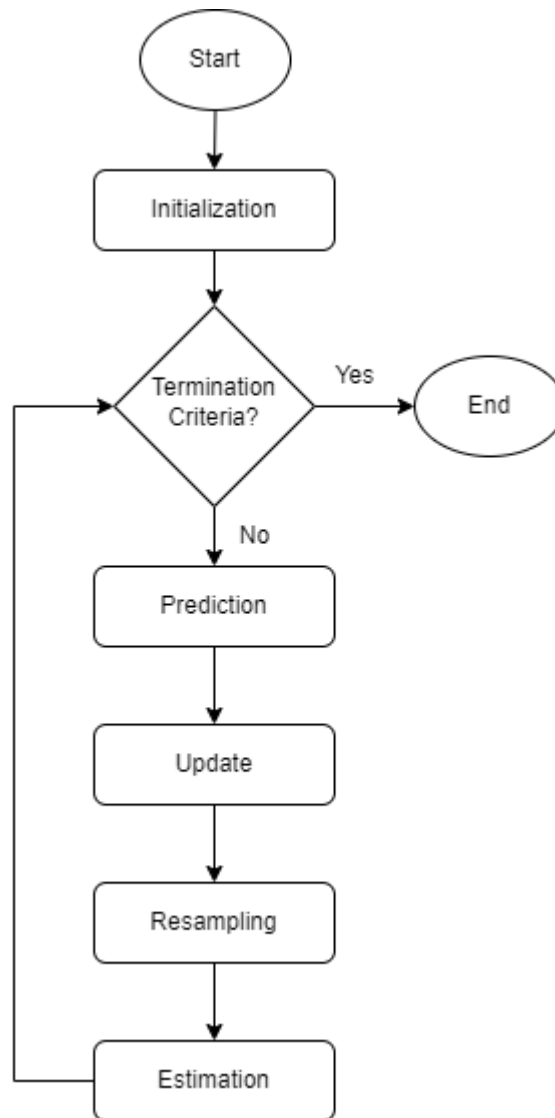 Start
Initialization
Termination
Criteria?
Yes
End
No
Prediction
Update
Resampling
Estimation